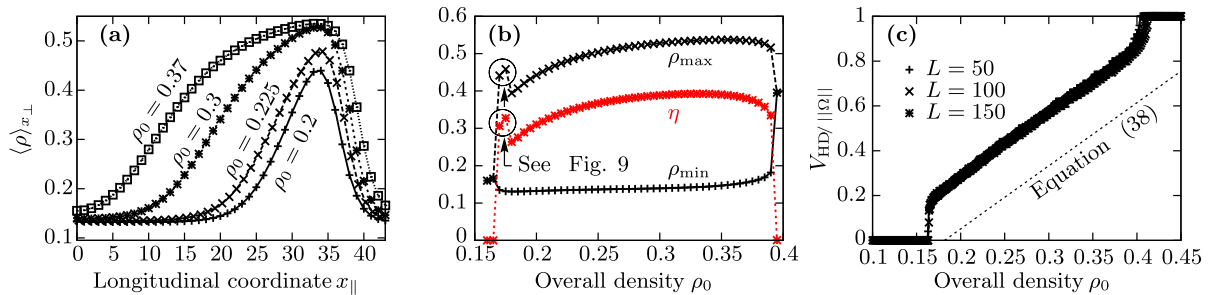 (a)
⟨ρ⟩x⊥
0.5
0.4
0.3
0.2
0.1
ρ0 = 0.37
ρ0 = 0.3
ρ0 = 0.225
ρ0 = 0.2
0 5 10 15 20 25 30 35 40
Longitudinal coordinate x∥
(b)
0.6
0.5
0.4
0.3
0.2
0.1
0
ρmax
η
See Fig. 9
ρmin
0.15 0.2 0.25 0.3 0.35 0.4
Overall density ρ0
(c)
VHD/ ||Ω||
1
0.8
0.6
0.4
0.2
0
L = 50
L = 100
L = 150
Equation (38)
0.1 0.15 0.20 0.25 0.30 0.35 0.40 0.45
Overall density ρ0